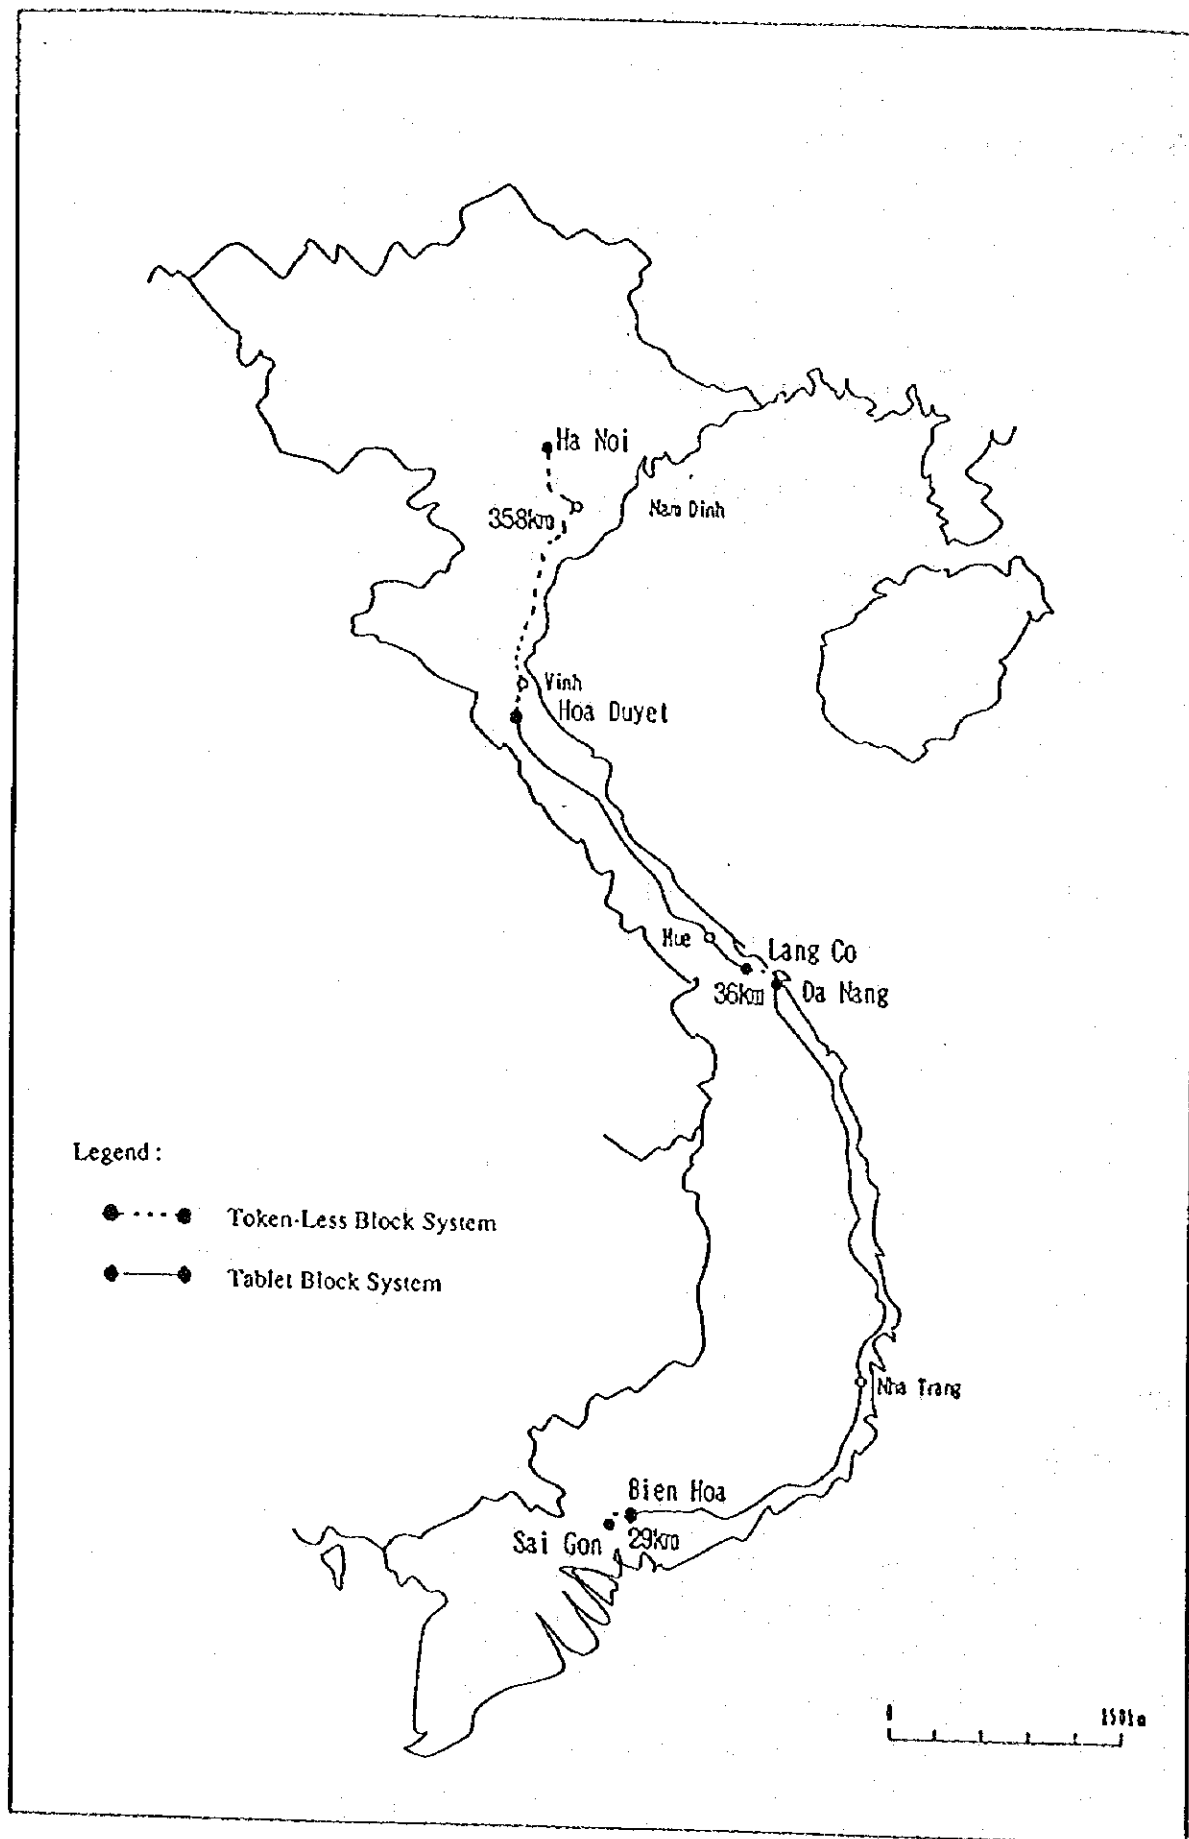 Ha Noi
358km
Nam Dinh
Vinh
Hoa Duyet
Hue
Lang Co
36km
Da Nang
Legend :
Token-Less Block System
Tablet Block System
Nha Trang
Bien Hoa
Sai Gon
29km
0